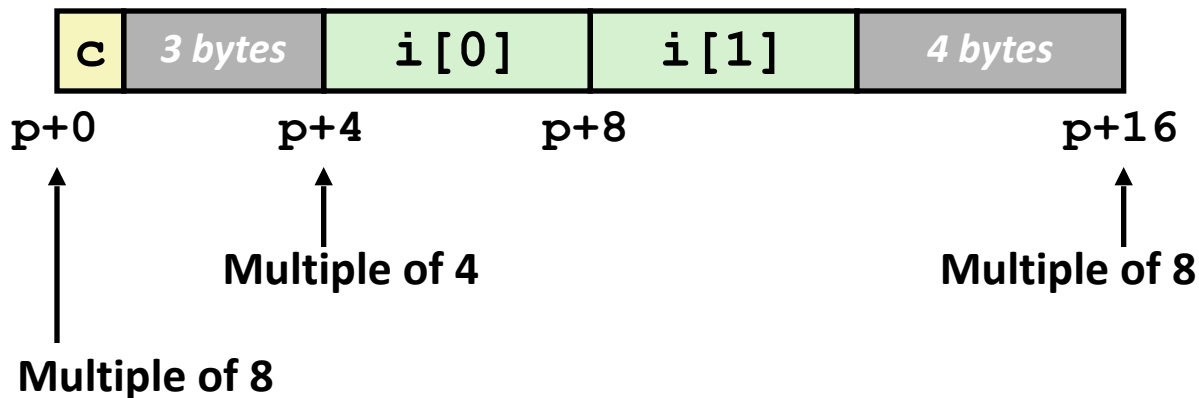 c 3 bytes i[0] i[1] 4 bytes
p+0 p+4 p+8 p+16
Multiple of 4 Multiple of 8
Multiple of 8